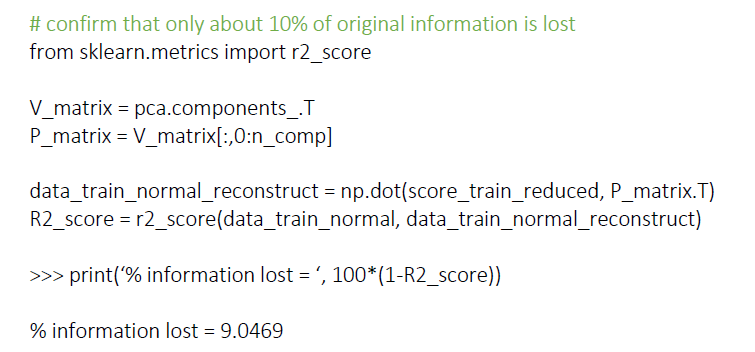 # confirm that only about 10% of original information is lost
from sklearn.metrics import r2_score
V_matrix = pca.components_.T
P_matrix = V_matrix[:,0:n_comp]
data_train_normal_reconstruct = np.dot(score_train_reduced, P_matrix.T)
R2_score = r2_score(data_train_normal, data_train_normal_reconstruct)
>>> print(‘% information lost = ‘, 100*(1-R2_score))
% information lost = 9.0469